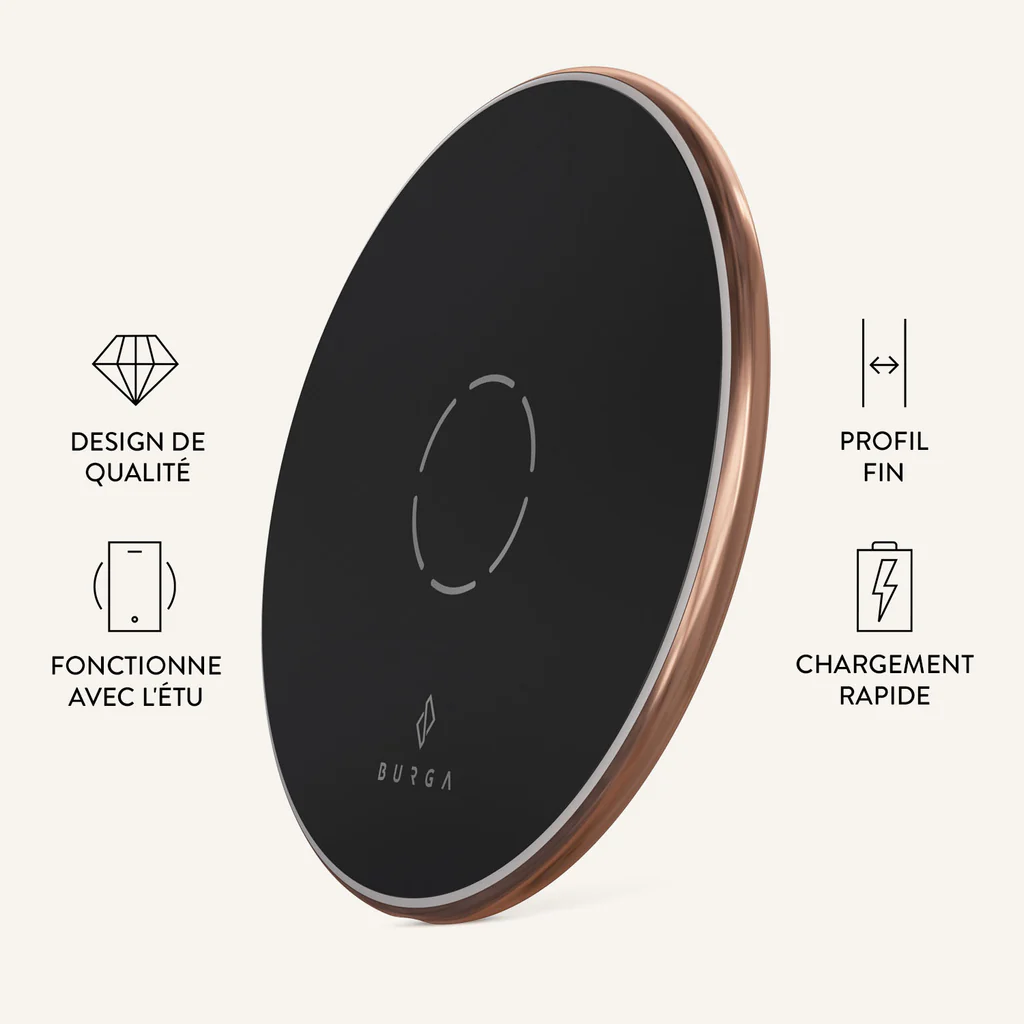 DESIGN DE
QUALITÉ
PROFIL
FIN
FONCTIONNE
AVEC L'ÉTU
CHARGEMENT
RAPIDE
BURGA